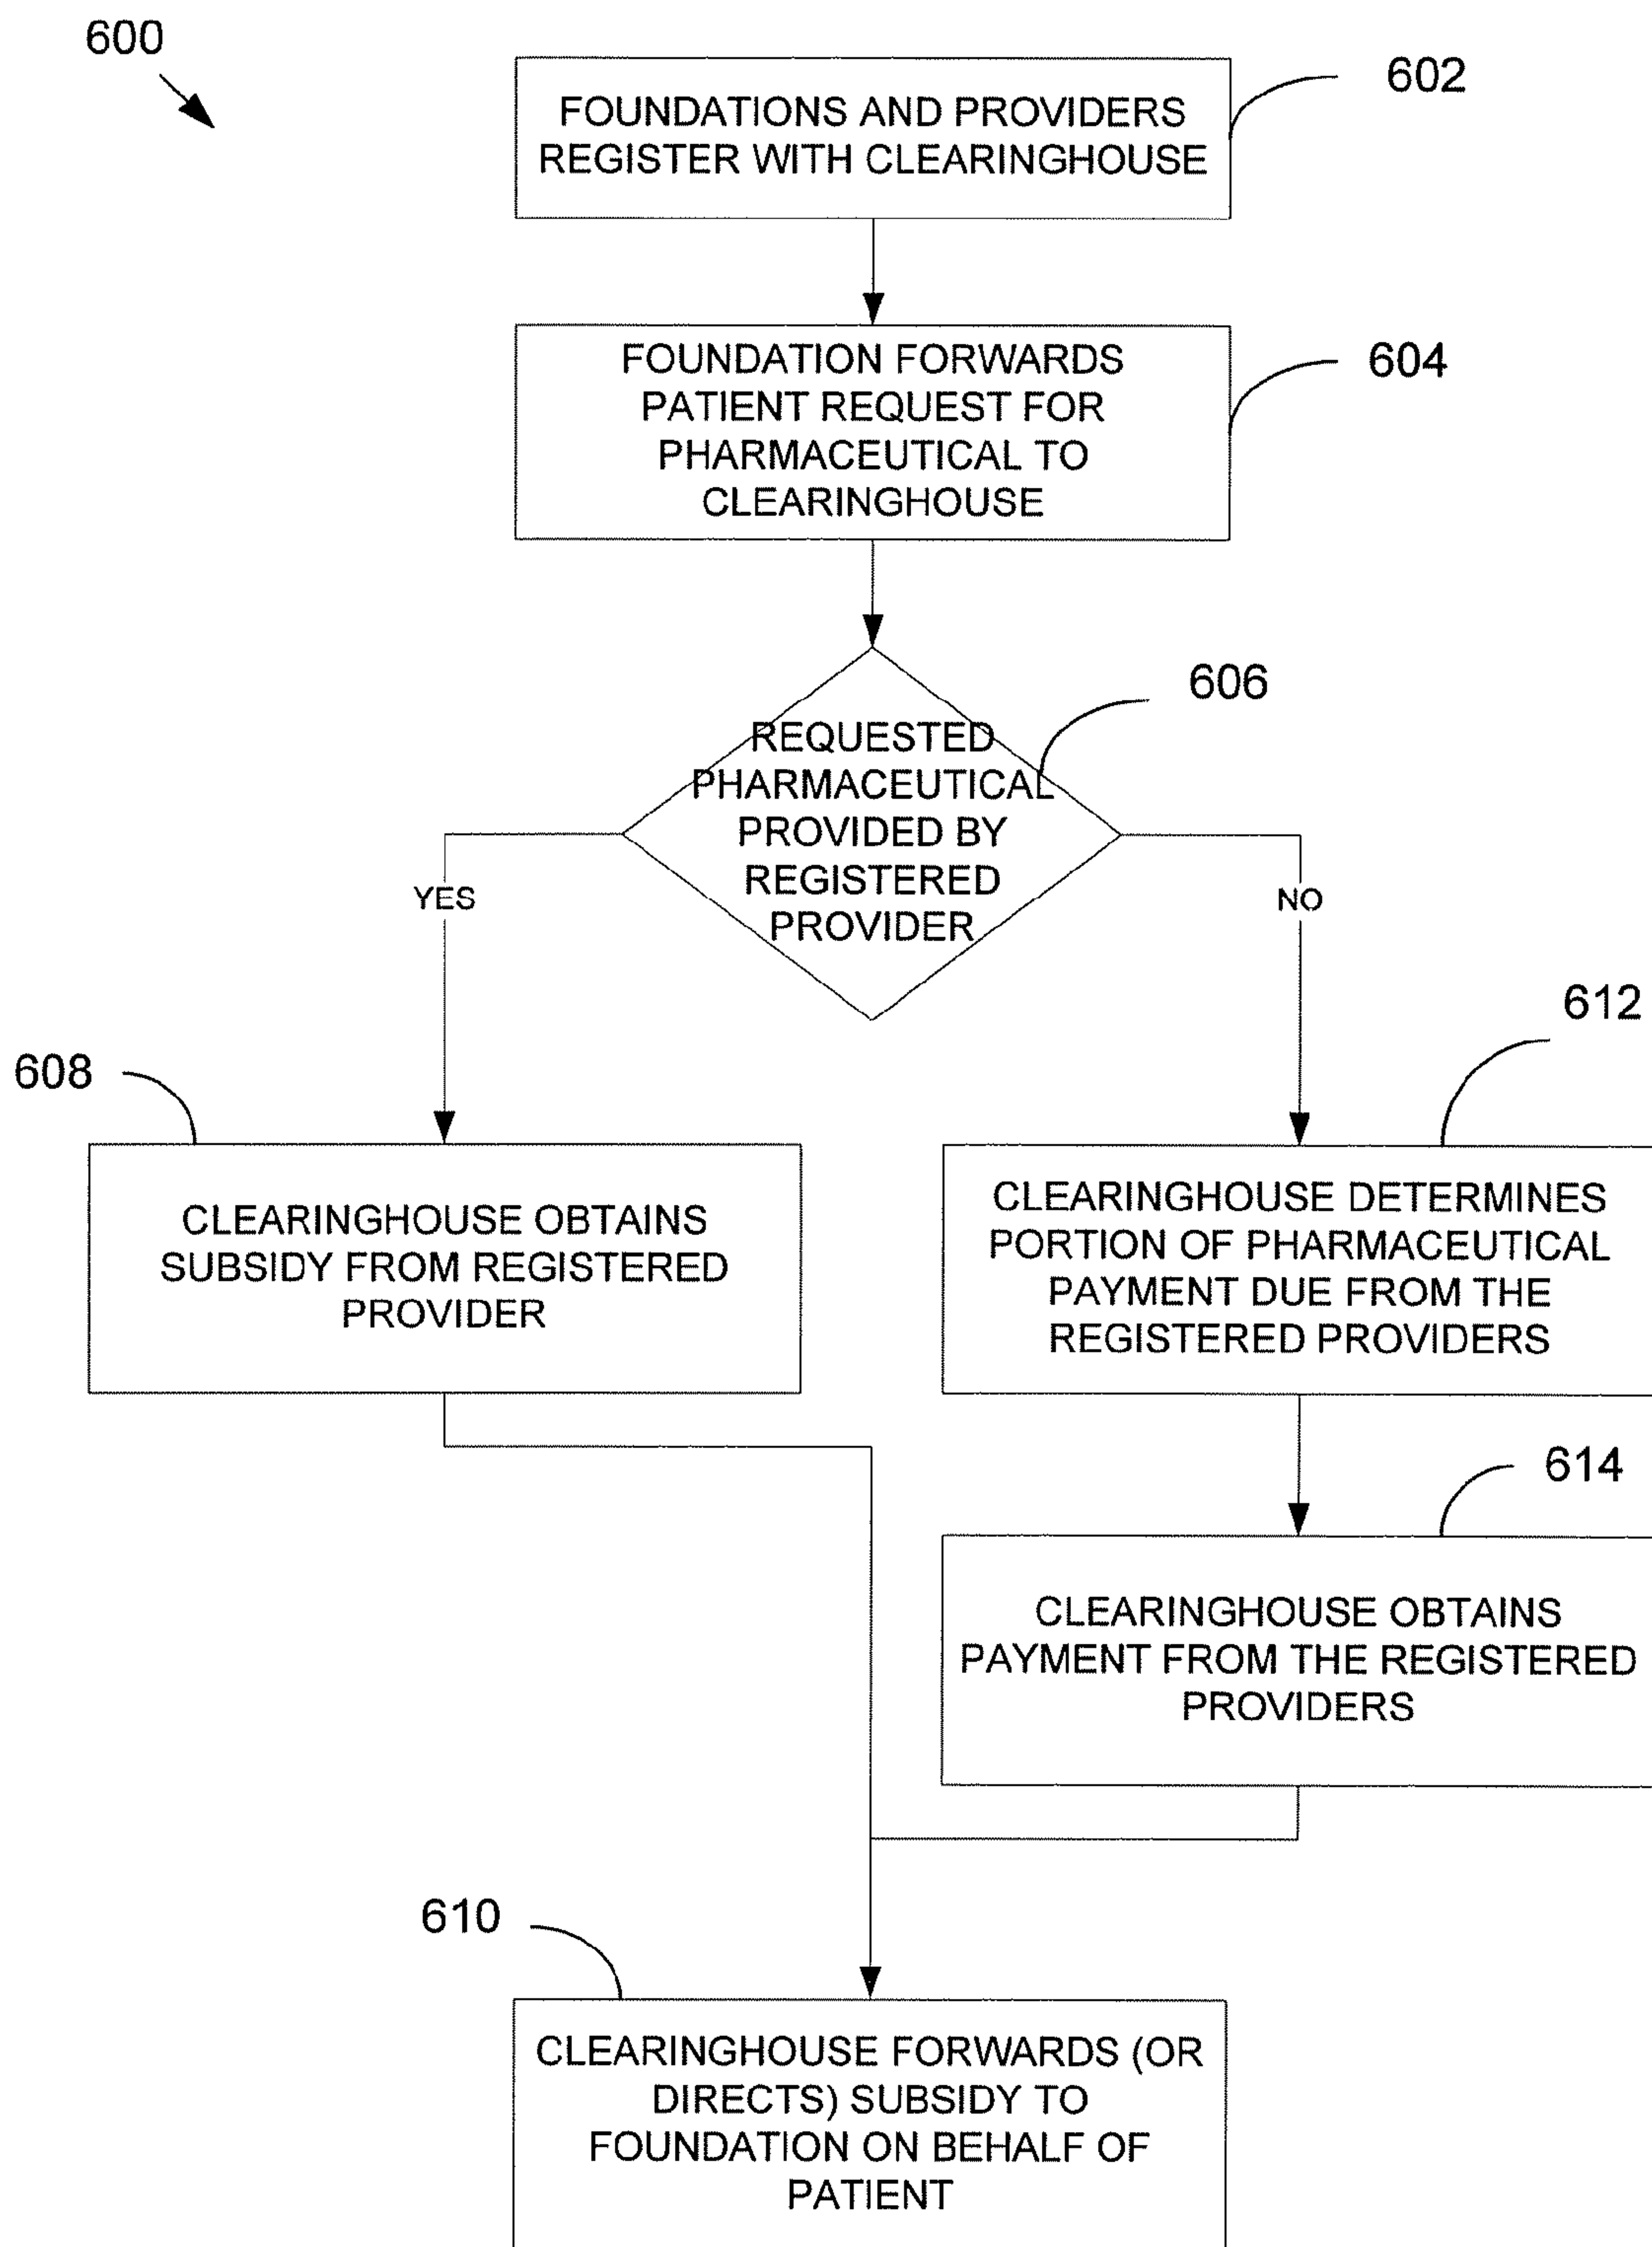 600
602
FOUNDATIONS AND PROVIDERS
REGISTER WITH CLEARINGHOUSE
604
FOUNDATION FORWARDS
PATIENT REQUEST FOR
PHARMACEUTICAL TO
CLEARINGHOUSE
606
REQUESTED
PHARMACEUTICAL
PROVIDED BY
REGISTERED
PROVIDER
YES
NO
608
CLEARINGHOUSE OBTAINS
SUBSIDY FROM REGISTERED
PROVIDER
612
CLEARINGHOUSE DETERMINES
PORTION OF PHARMACEUTICAL
PAYMENT DUE FROM THE
REGISTERED PROVIDERS
614
CLEARINGHOUSE OBTAINS
PAYMENT FROM THE REGISTERED
PROVIDERS
610
CLEARINGHOUSE FORWARDS (OR
DIRECTS) SUBSIDY TO
FOUNDATION ON BEHALF OF
PATIENT